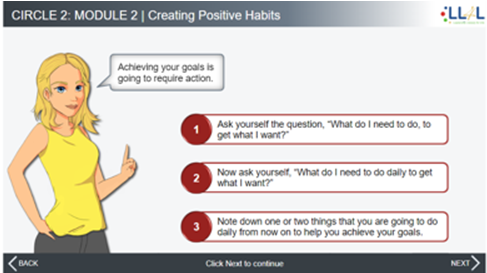 CIRCLE 2: MODULE 2 | Creating Positive Habits
LLAL
Achieving your goals is
going to require action.
1
Ask yourself the question, “What do I need to do, to
get what I want?”
2
Now ask yourself, “What do I need to do daily to get
what I want?”
3
Note down one or two things that you are going to do
daily from now on to help you achieve your goals.
BACK
Click Next to continue
NEXT